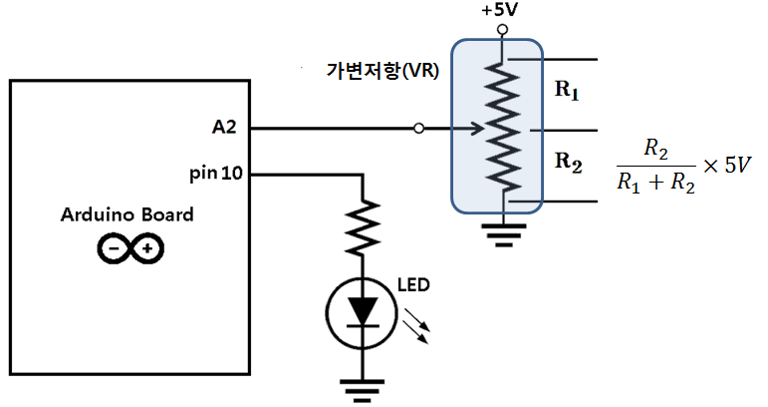 +5V
가변저항(VR)
R₁
A2
R₂
R₂ / (R₁ + R₂) × 5V
pin 10
Arduino Board
LED